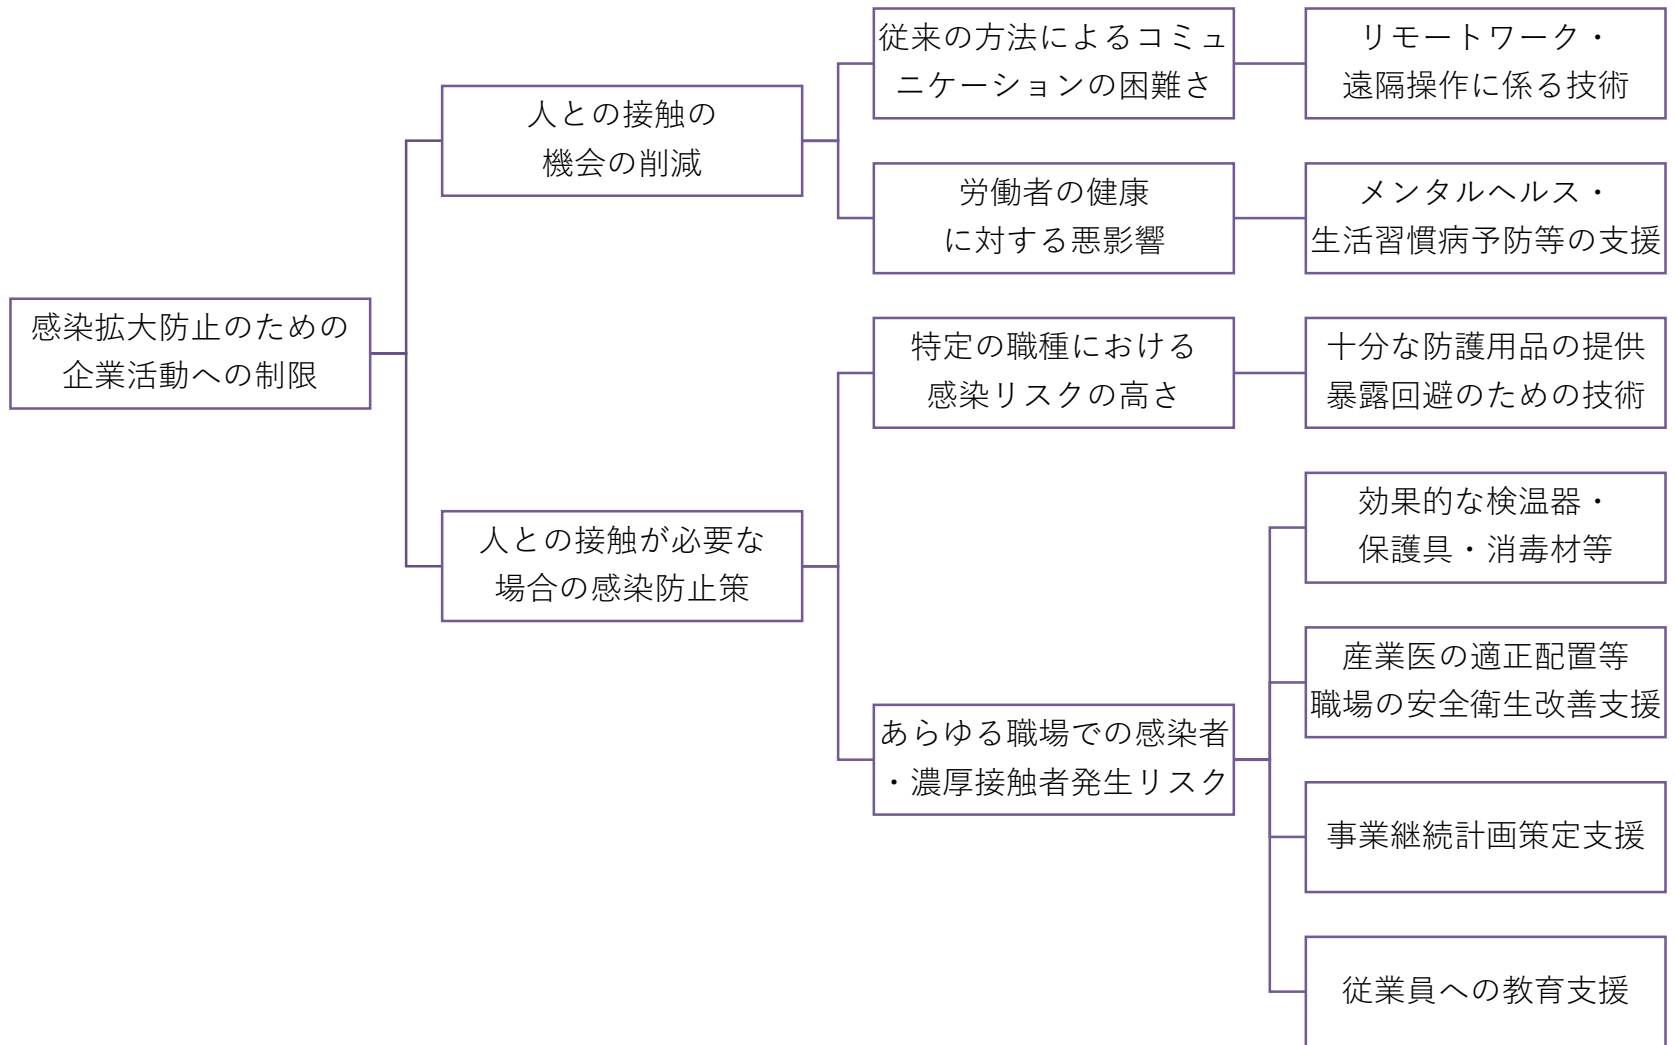 従来の方法によるコミュ
ニケーションの困難さ
リモートワーク・
遠隔操作に係る技術
人との接触の
機会の削減
労働者の健康
に対する悪影響
メンタルヘルス・
生活習慣病予防等の支援
感染拡大防止のための
企業活動への制限
特定の職種における
感染リスクの高さ
十分な防護用品の提供
暴露回避のための技術
人との接触が必要な
場合の感染防止策
効果的な検温器・
保護具・消毒材等
産業医の適正配置等
職場の安全衛生改善支援
あらゆる職場での感染者
・濃厚接触者発生リスク
事業継続計画策定支援
従業員への教育支援